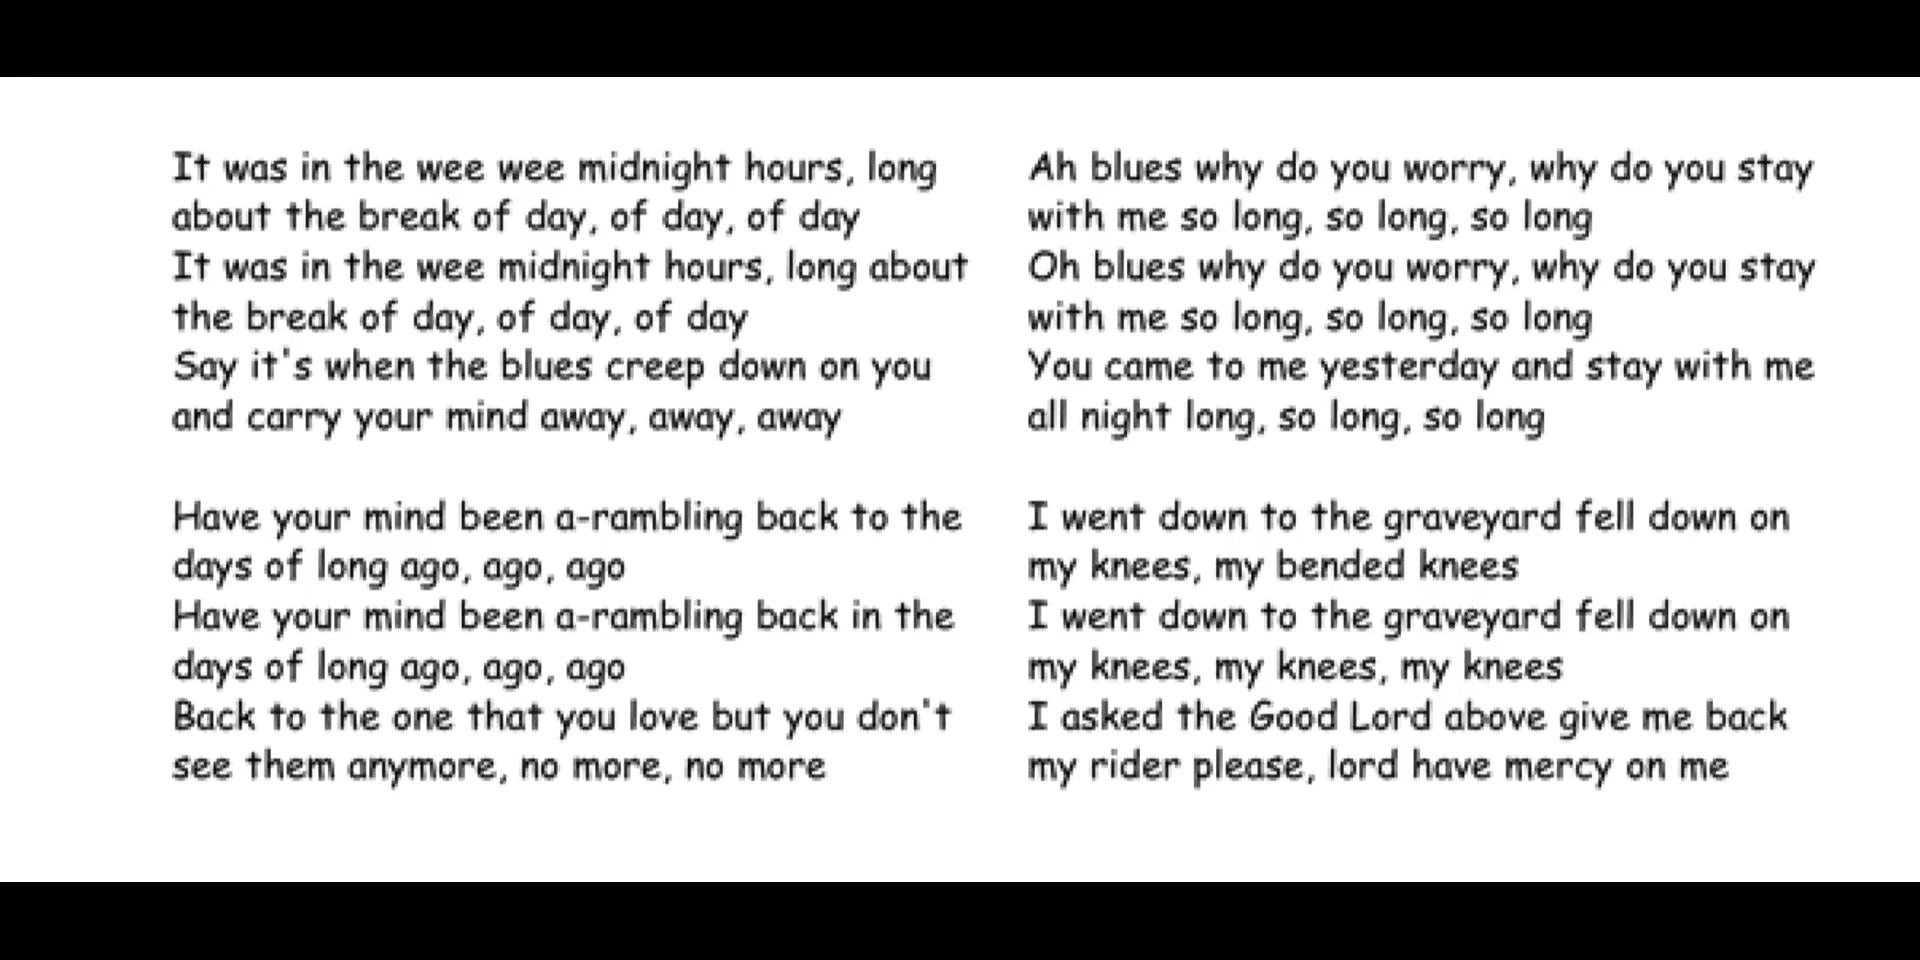 It was in the wee wee midnight hours, long
about the break of day, of day, of day
It was in the wee midnight hours, long about
the break of day, of day, of day
Say it's when the blues creep down on you
and carry your mind away, away, away
Have your mind been a-rambling back to the
days of long ago, ago, ago
Have your mind been a-rambling back in the
days of long ago, ago, ago
Back to the one that you love but you don't
see them anymore, no more, no more
Ah blues why do you worry, why do you stay
with me so long, so long, so long
Oh blues why do you worry, why do you stay
with me so long, so long, so long
You came to me yesterday and stay with me
all night long, so long, so long
I went down to the graveyard fell down on
my knees, my bended knees
I went down to the graveyard fell down on
my knees, my knees, my knees
I asked the Good Lord above give me back
my rider please, lord have mercy on me